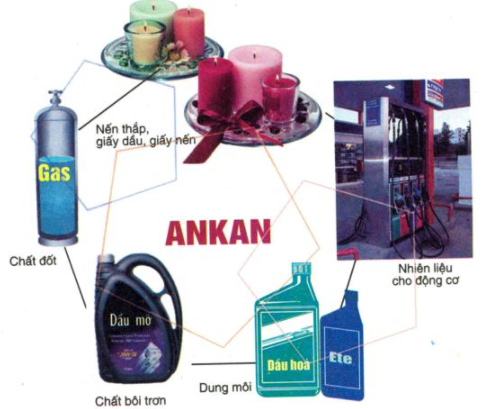 Nến thắp,
giấy dầu, giấy nến
Gas
ANKAN
Chất đốt
Nhiên liệu
cho động cơ
Dầu mỡ
Dầu hoả
Ete
Dung môi
Chất bôi trơn